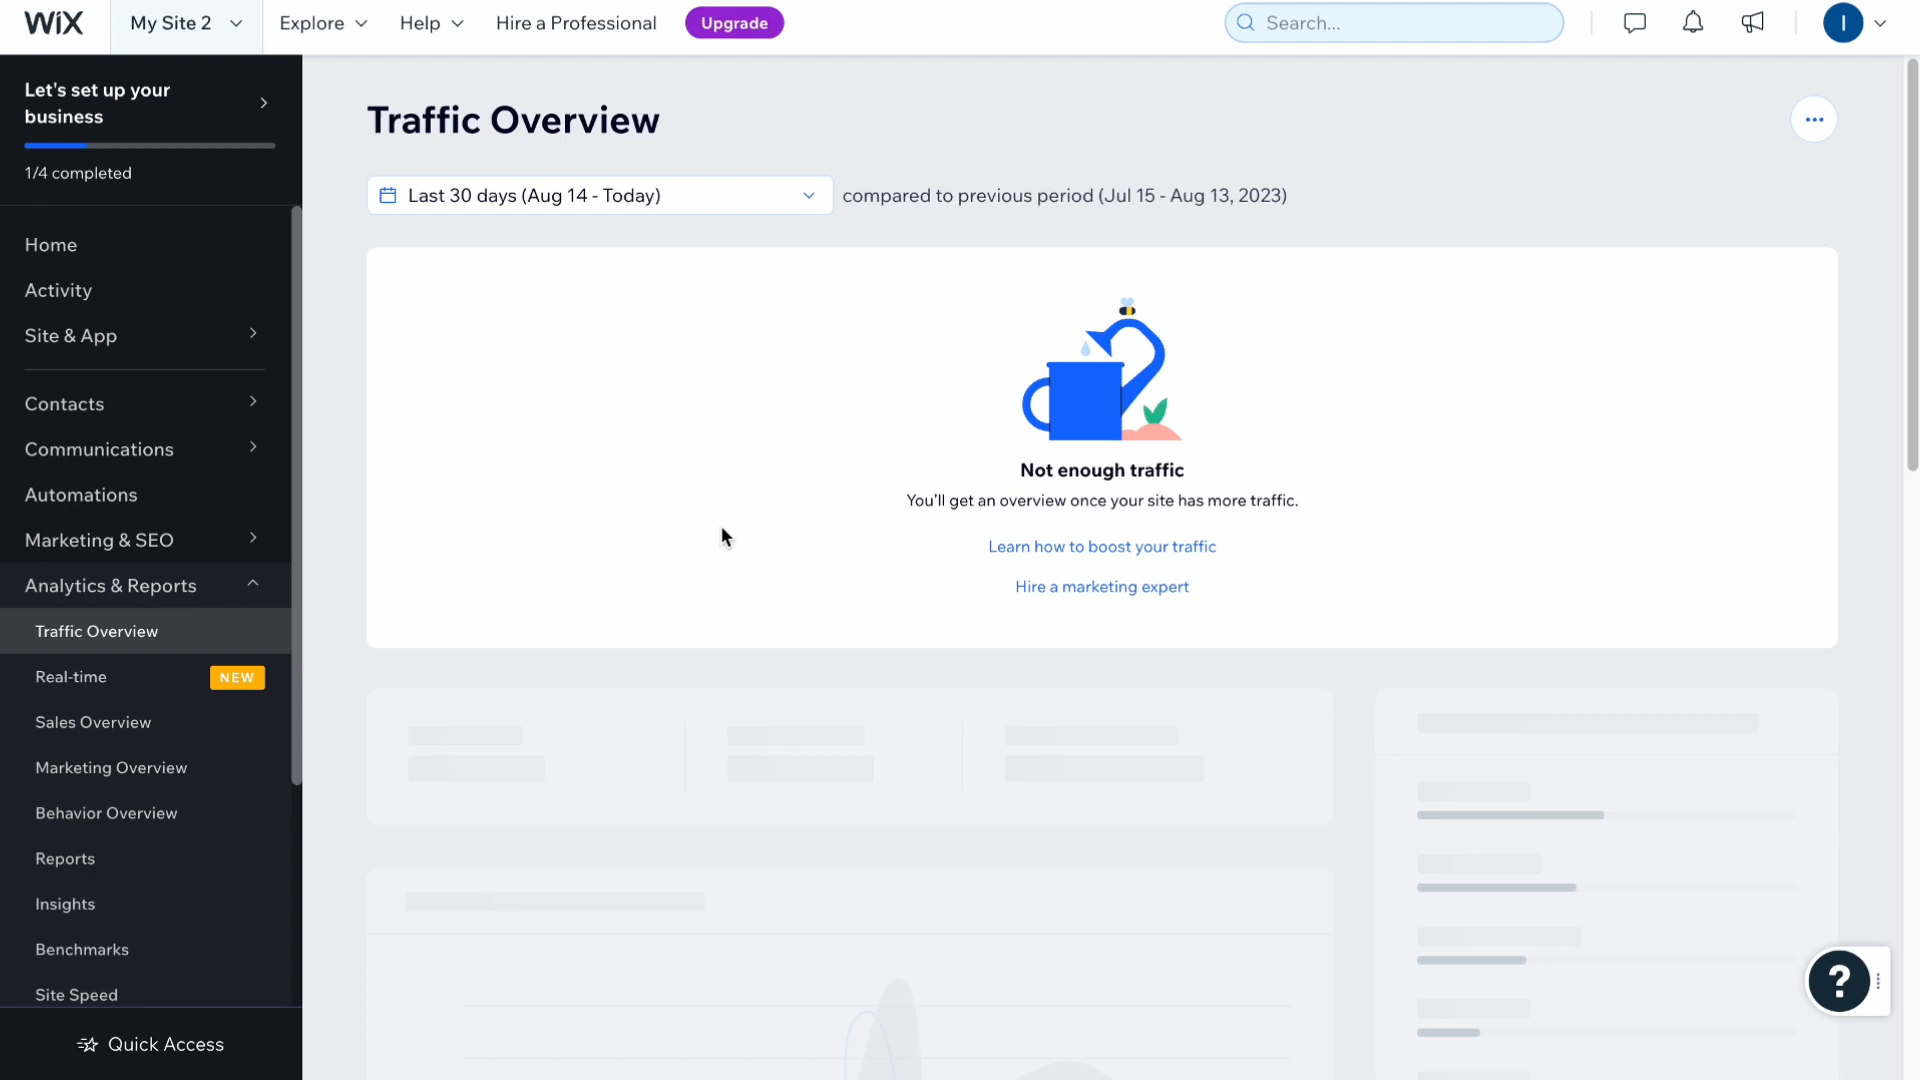 WIX
My Site 2
Explore
Help
Hire a Professional
Upgrade
Search...
I
Let's set up your
business
1/4 completed
Home
Activity
Site & App
Contacts
Communications
Automations
Marketing & SEO
Analytics & Reports
Traffic Overview
Real-time
NEW
Sales Overview
Marketing Overview
Behavior Overview
Reports
Insights
Benchmarks
Site Speed
Quick Access
Traffic Overview
Last 30 days (Aug 14 - Today)
compared to previous period (Jul 15 - Aug 13, 2023)
Not enough traffic
You'll get an overview once your site has more traffic.
Learn how to boost your traffic
Hire a marketing expert
?